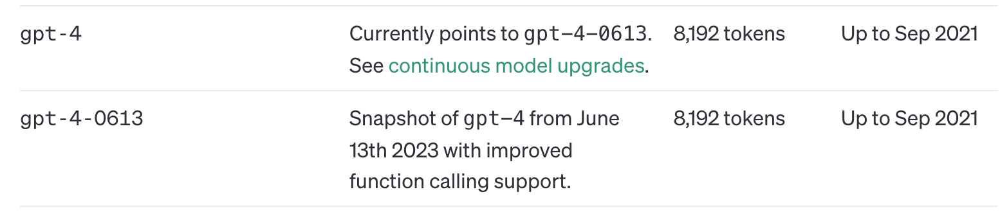 gpt-4 Currently points to gpt-4-0613. 8,192 tokens Up to Sep 2021
See continuous model upgrades.
gpt-4-0613 Snapshot of gpt-4 from June 8,192 tokens Up to Sep 2021
13th 2023 with improved
function calling support.